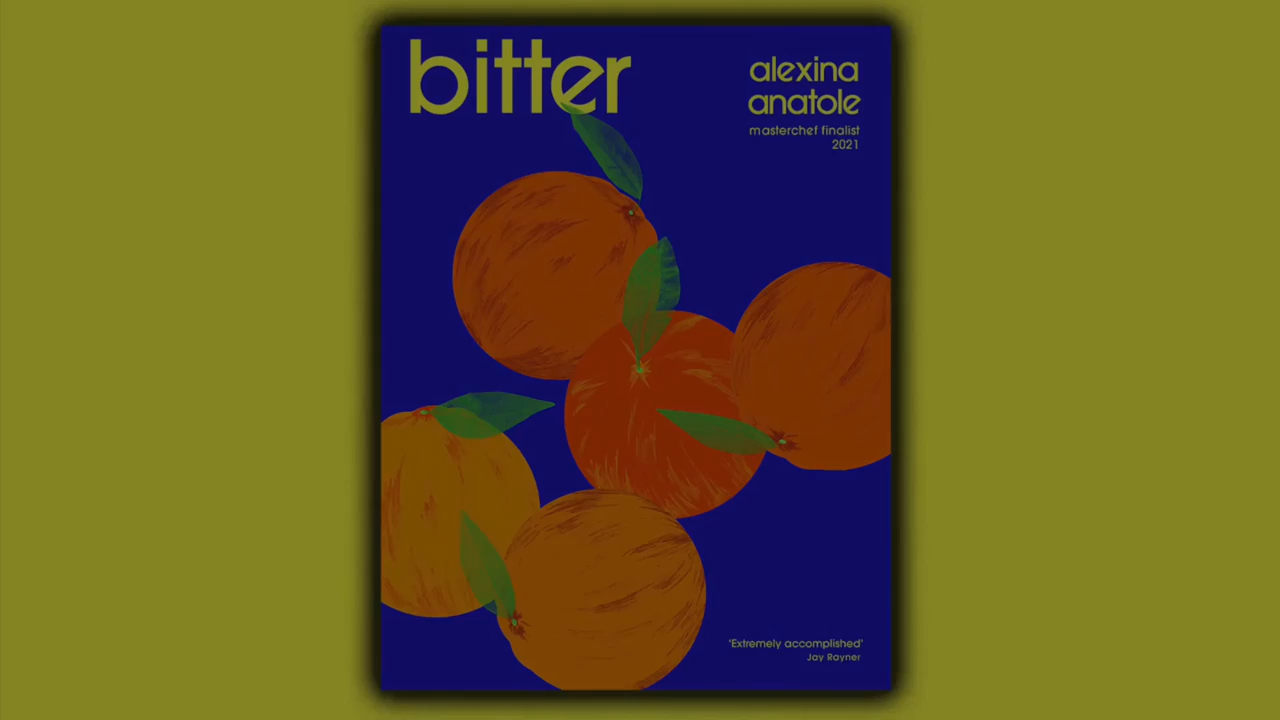 bitter
alexina
anatole
masterchef finalist
2021
'Extremely accomplished'
Jay Rayner